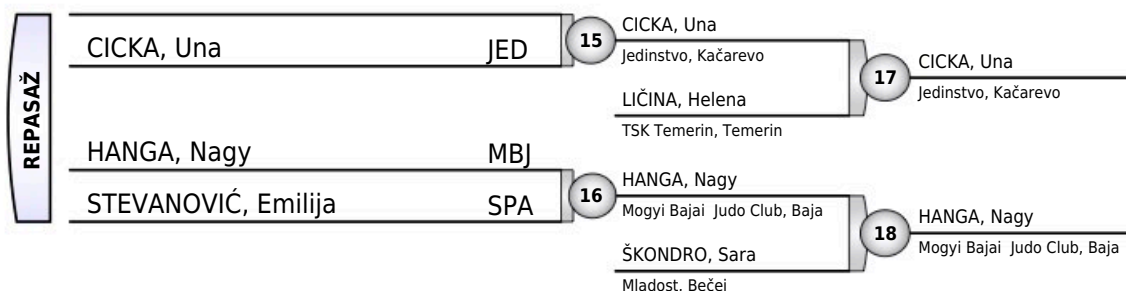 REPASAŽ
CICKA, Una JED
HANGA, Nagy MBJ
STEVANOVIĆ, Emilija SPA
15
CICKA, Una
Jedinstvo, Kačarevo
LIČINA, Helena
TSK Temerin, Temerin
16
HANGA, Nagy
Mogyi Bajai Judo Club, Baja
ŠKONDRO, Sara
Mladost, Bečej
17
CICKA, Una
Jedinstvo, Kačarevo
18
HANGA, Nagy
Mogyi Bajai Judo Club, Baja